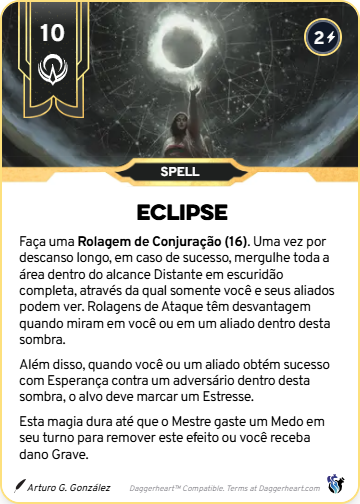 10
2
SPELL
ECLIPSE
Faça uma Rolagem de Conjuração (16). Uma vez por
descanso longo, em caso de sucesso, mergulhe toda a
área dentro do alcance Distante em escuridão
completa, através da qual somente você e seus aliados
podem ver. Rolagens de Ataque têm desvantagem
quando miram em você ou em um aliado dentro desta
sombra.
Além disso, quando você ou um aliado obtém sucesso
com Esperança contra um adversário dentro desta
sombra, o alvo deve marcar um Estresse.
Esta magia dura até que o Mestre gaste um Medo em
seu turno para remover este efeito ou você receba
dano Grave.
Arturo G. González
Daggerheart™ Compatible. Terms at Daggerheart.com